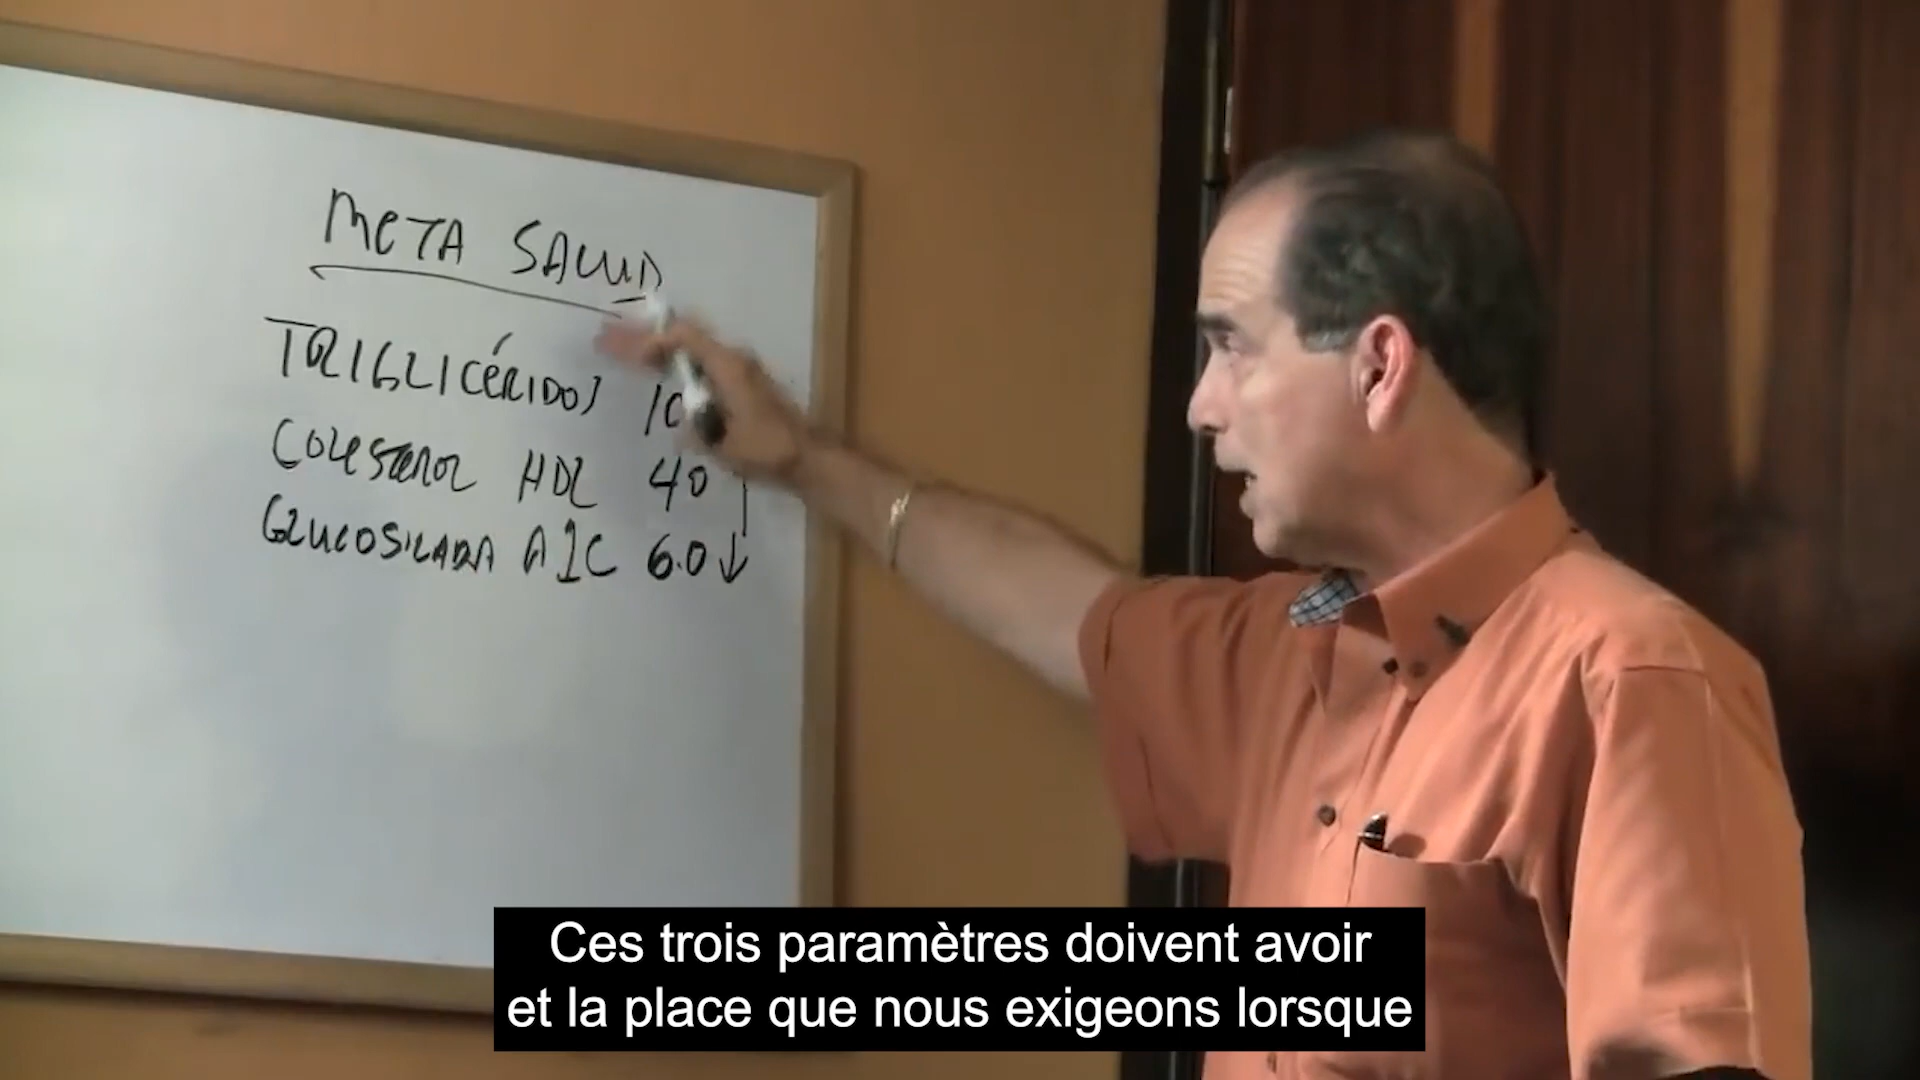 META SALUD
TRIGLICÉRIDOS
COLESTEROL HDL 40
GLUCOSILADA A1C 6.0 ↓
Ces trois paramètres doivent avoir
et la place que nous exigeons lorsque